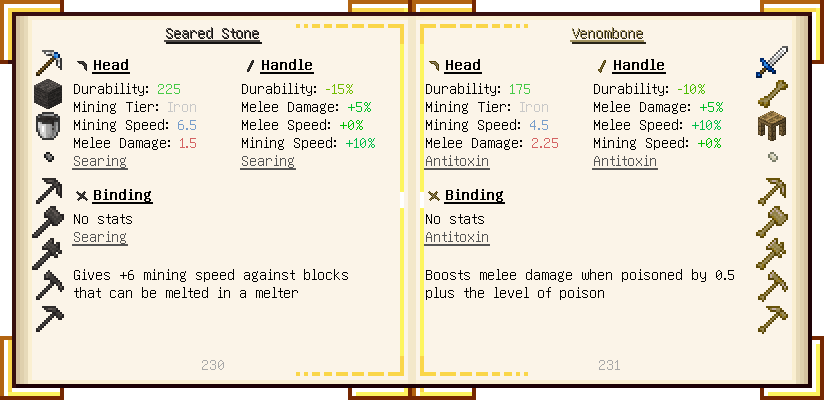 Seared Stone
Head
Durability: 225
Mining Tier: Iron
Mining Speed: 6.5
Melee Damage: 1.5
Searing
Handle
Durability: -15%
Melee Damage: +5%
Melee Speed: +0%
Mining Speed: +10%
Searing
Binding
No stats
Searing
Gives +6 mining speed against blocks
that can be melted in a melter
230
Venombone
Head
Durability: 175
Mining Tier: Iron
Mining Speed: 4.5
Melee Damage: 2.25
Antitoxin
Handle
Durability: -10%
Melee Damage: +5%
Melee Speed: +10%
Mining Speed: +0%
Antitoxin
Binding
No stats
Antitoxin
Boosts melee damage when poisoned by 0.5
plus the level of poison
231